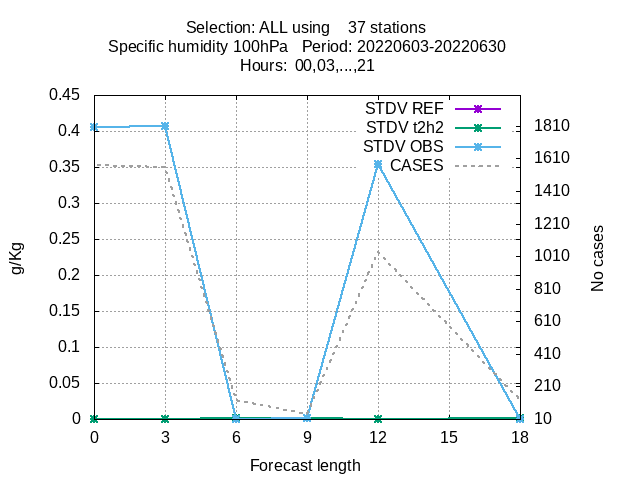 Selection: ALL using 37 stations
Specific humidity 100hPa Period: 20220603-20220630
Hours: 00,03,...,21
STDV REF
STDV t2h2
STDV OBS
CASES
0.45
0.4
0.35
0.3
0.25
0.2
0.15
0.1
0.05
0
g/Kg
1810
1610
1410
1210
1010
810
610
410
210
10
No cases
0 3 6 9 12 15 18
Forecast length